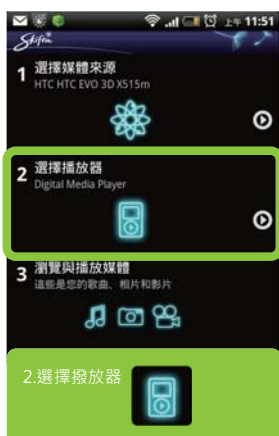 上午 11:51
Skifta
1 選擇媒體來源
HTC HTC EVO 3D X515m
2 選擇播放器
Digital Media Player
3 瀏覽與播放媒體
這些是您的歌曲、相片和影片
2.選擇撥放器